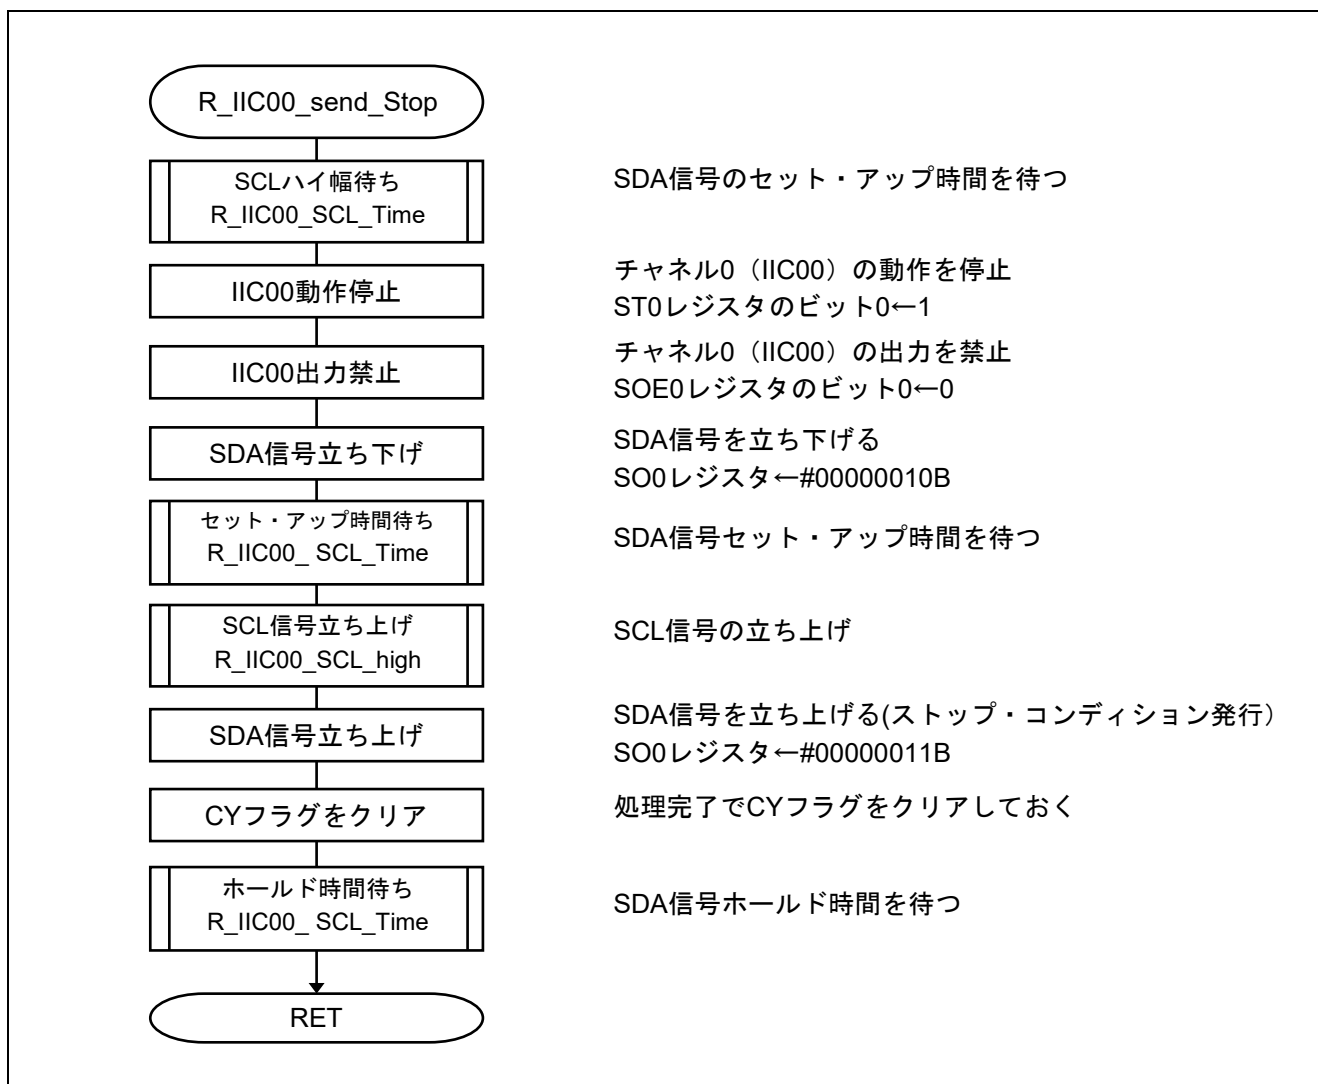 R_IIC00_send_Stop
SCLハイ幅待ち
R_IIC00_SCL_Time
SDA信号のセット・アップ時間を待つ
IIC00動作停止
チャネル0（IIC00）の動作を停止
ST0レジスタのビット0←1
IIC00出力禁止
チャネル0（IIC00）の出力を禁止
SOE0レジスタのビット0←0
SDA信号立ち下げ
SDA信号を立ち下げる
SO0レジスタ←#00000010B
セット・アップ時間待ち
R_IIC00_ SCL_Time
SDA信号セット・アップ時間を待つ
SCL信号立ち上げ
R_IIC00_SCL_high
SCL信号の立ち上げ
SDA信号立ち上げ
SDA信号を立ち上げる(ストップ・コンディション発行）
SO0レジスタ←#00000011B
CYフラグをクリア
処理完了でCYフラグをクリアしておく
ホールド時間待ち
R_IIC00_ SCL_Time
SDA信号ホールド時間を待つ
RET